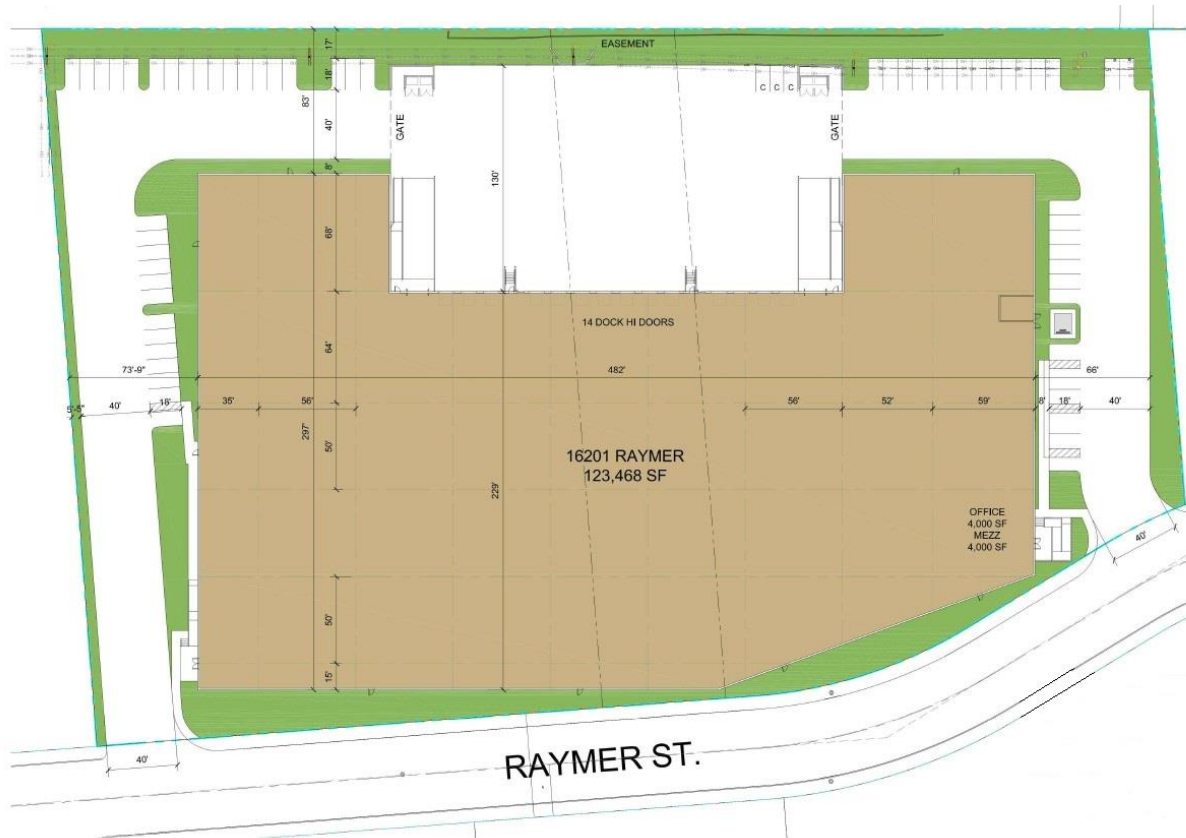 17'
EASEMENT
18'
C C C
83'
GATE
40'
GATE
8'
130'
68'
14 DOCK HI DOORS
64'
73'-9"
482'
66'
5'-5"
40'
18'
35'
56'
56'
52'
59'
8'
18'
40'
297'
50'
16201 RAYMER
123,468 SF
229'
OFFICE
4,000 SF
MEZZ
4,000 SF
40'
50'
15'
40'
RAYMER ST.